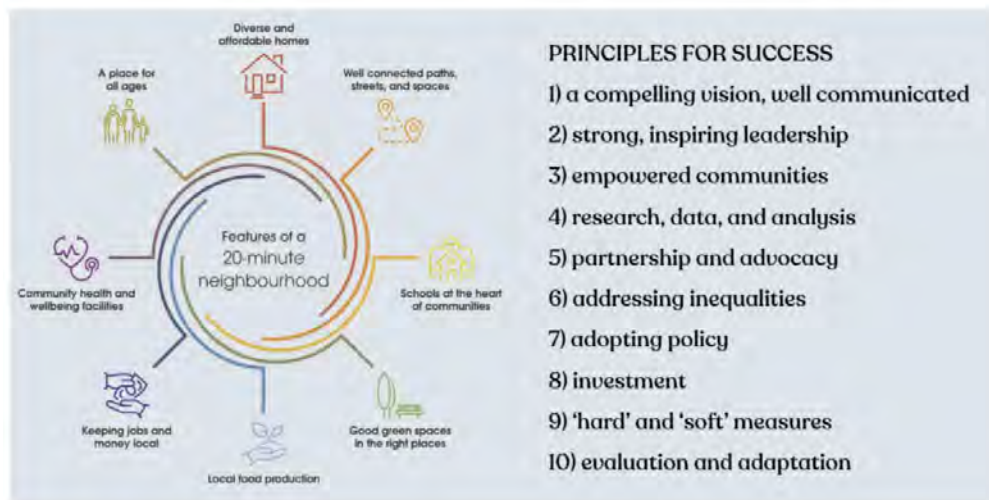 Diverse and
affordable homes
Well connected paths,
streets, and spaces
Schools at the heart
of communities
Good green spaces
in the right places
Local food production
Keeping jobs and
money local
Community health and
wellbeing facilities
A place for
all ages
Features of a
20-minute
neighbourhood
PRINCIPLES FOR SUCCESS
1) a compelling vision, well communicated
2) strong, inspiring leadership
3) empowered communities
4) research, data, and analysis
5) partnership and advocacy
6) addressing inequalities
7) adopting policy
8) investment
9) ‘hard’ and ‘soft’ measures
10) evaluation and adaptation